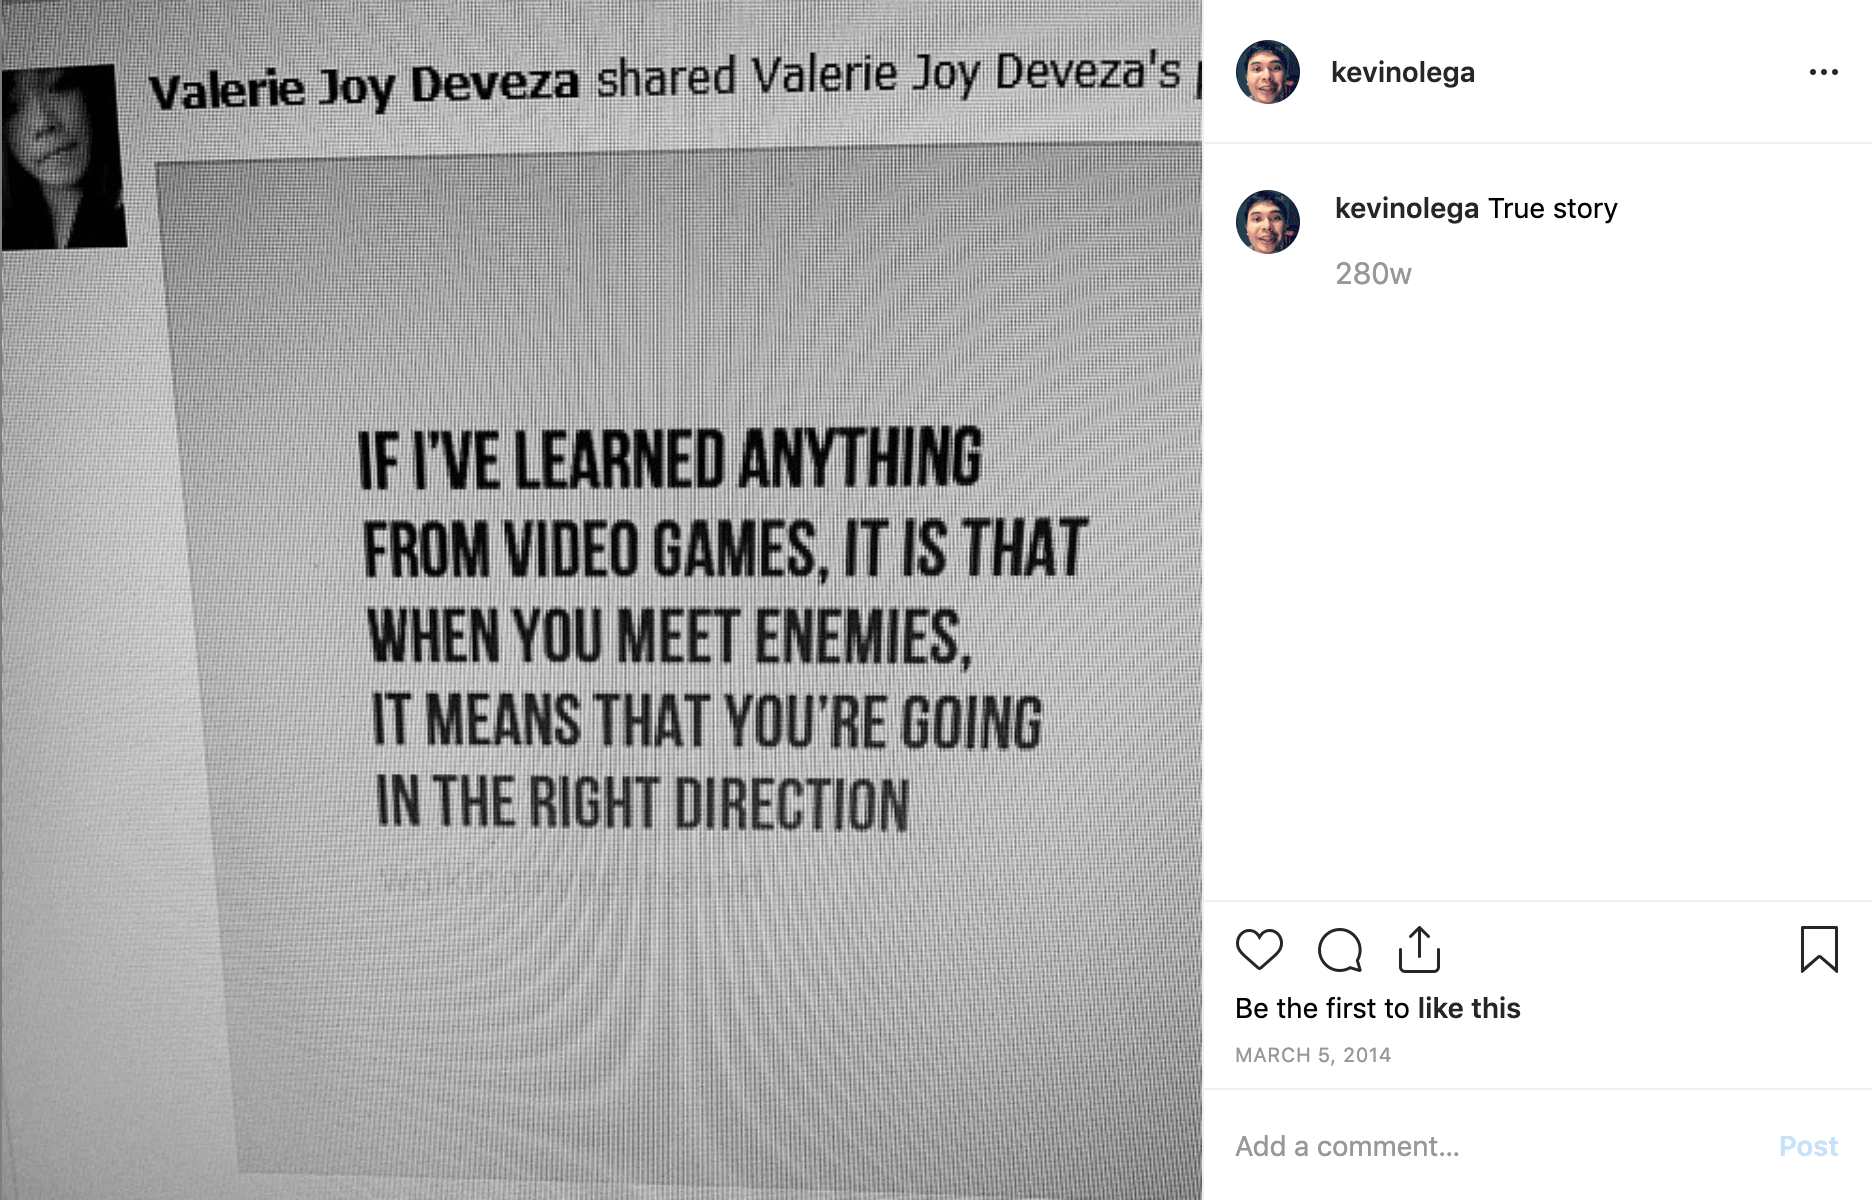 Valerie Joy Deveza shared Valerie Joy Deveza's
IF I'VE LEARNED ANYTHING
FROM VIDEO GAMES, IT IS THAT
WHEN YOU MEET ENEMIES,
IT MEANS THAT YOU'RE GOING
IN THE RIGHT DIRECTION
kevinolega
kevinolega True story
280w
Be the first to like this
MARCH 5, 2014
Add a comment...
Post